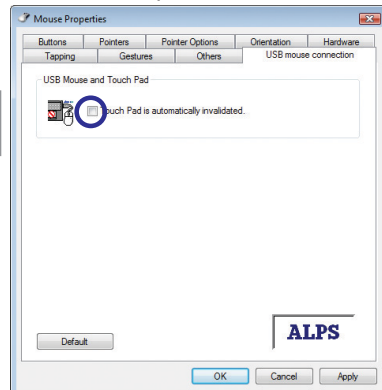 Mouse Properties
Buttons Pointers Pointer Options Orientation Hardware
Tapping Gestures Others USB mouse connection
USB Mouse and Touch Pad
Touch Pad is automatically invalidated.
ALPS
Default
OK Cancel Apply